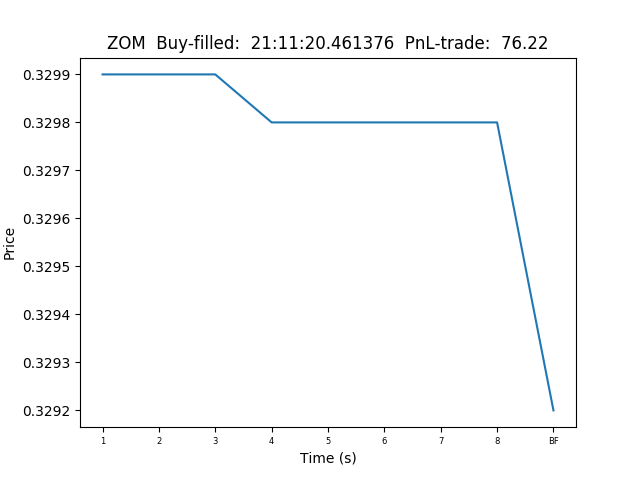 ZOM  Buy-filled:  21:11:20.461376  PnL-trade:  76.22
0.3299
0.3298
0.3297
0.3296
0.3295
0.3294
0.3293
0.3292
Price
1 2 3 4 5 6 7 8 BF
Time (s)